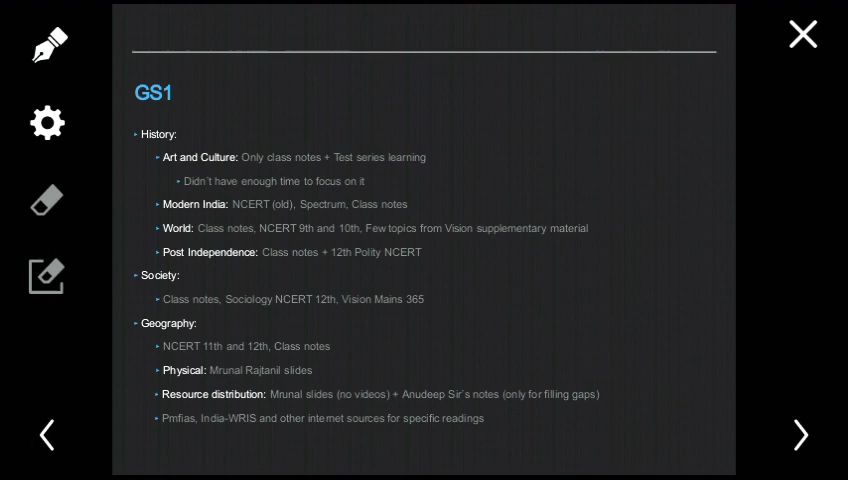 GS1
History:
Art and Culture: Only class notes + Test series learning
Didn't have enough time to focus on it
Modern India: NCERT (old), Spectrum, Class notes
World: Class notes, NCERT 9th and 10th, Few topics from Vision supplementary material
Post Independence: Class notes + 12th Polity NCERT
Society:
Class notes, Sociology NCERT 12th, Vision Mains 365
Geography:
NCERT 11th and 12th, Class notes
Physical: Mrunal Rajtanil slides
Resource distribution: Mrunal slides (no videos) + Anudeep Sir's notes (only for filling gaps)
Pmfias, India-WRIS and other internet sources for specific readings